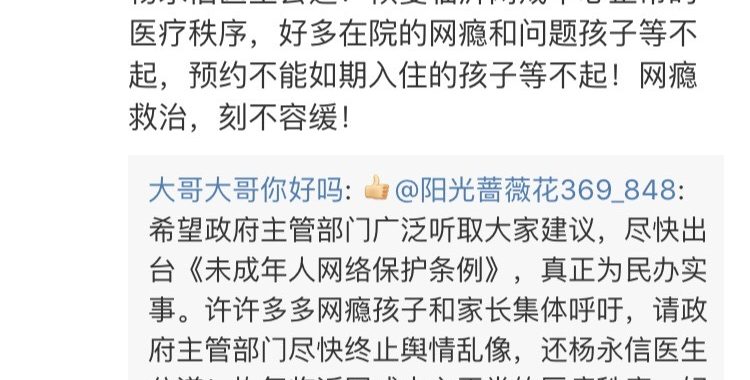 医疗秩序，好多在院的网瘾和问题孩子等不
起，预约不能如期入住的孩子等不起！网瘾
救治，刻不容缓！
大哥大哥你好吗: 👍@阳光蔷薇花369_848:
希望政府主管部门广泛听取大家建议，尽快出
台《未成年人网络保护条例》，真正为民办实
事。许许多多网瘾孩子和家长集体呼吁，请政
府主管部门尽快终止舆情乱像，还杨永信医生